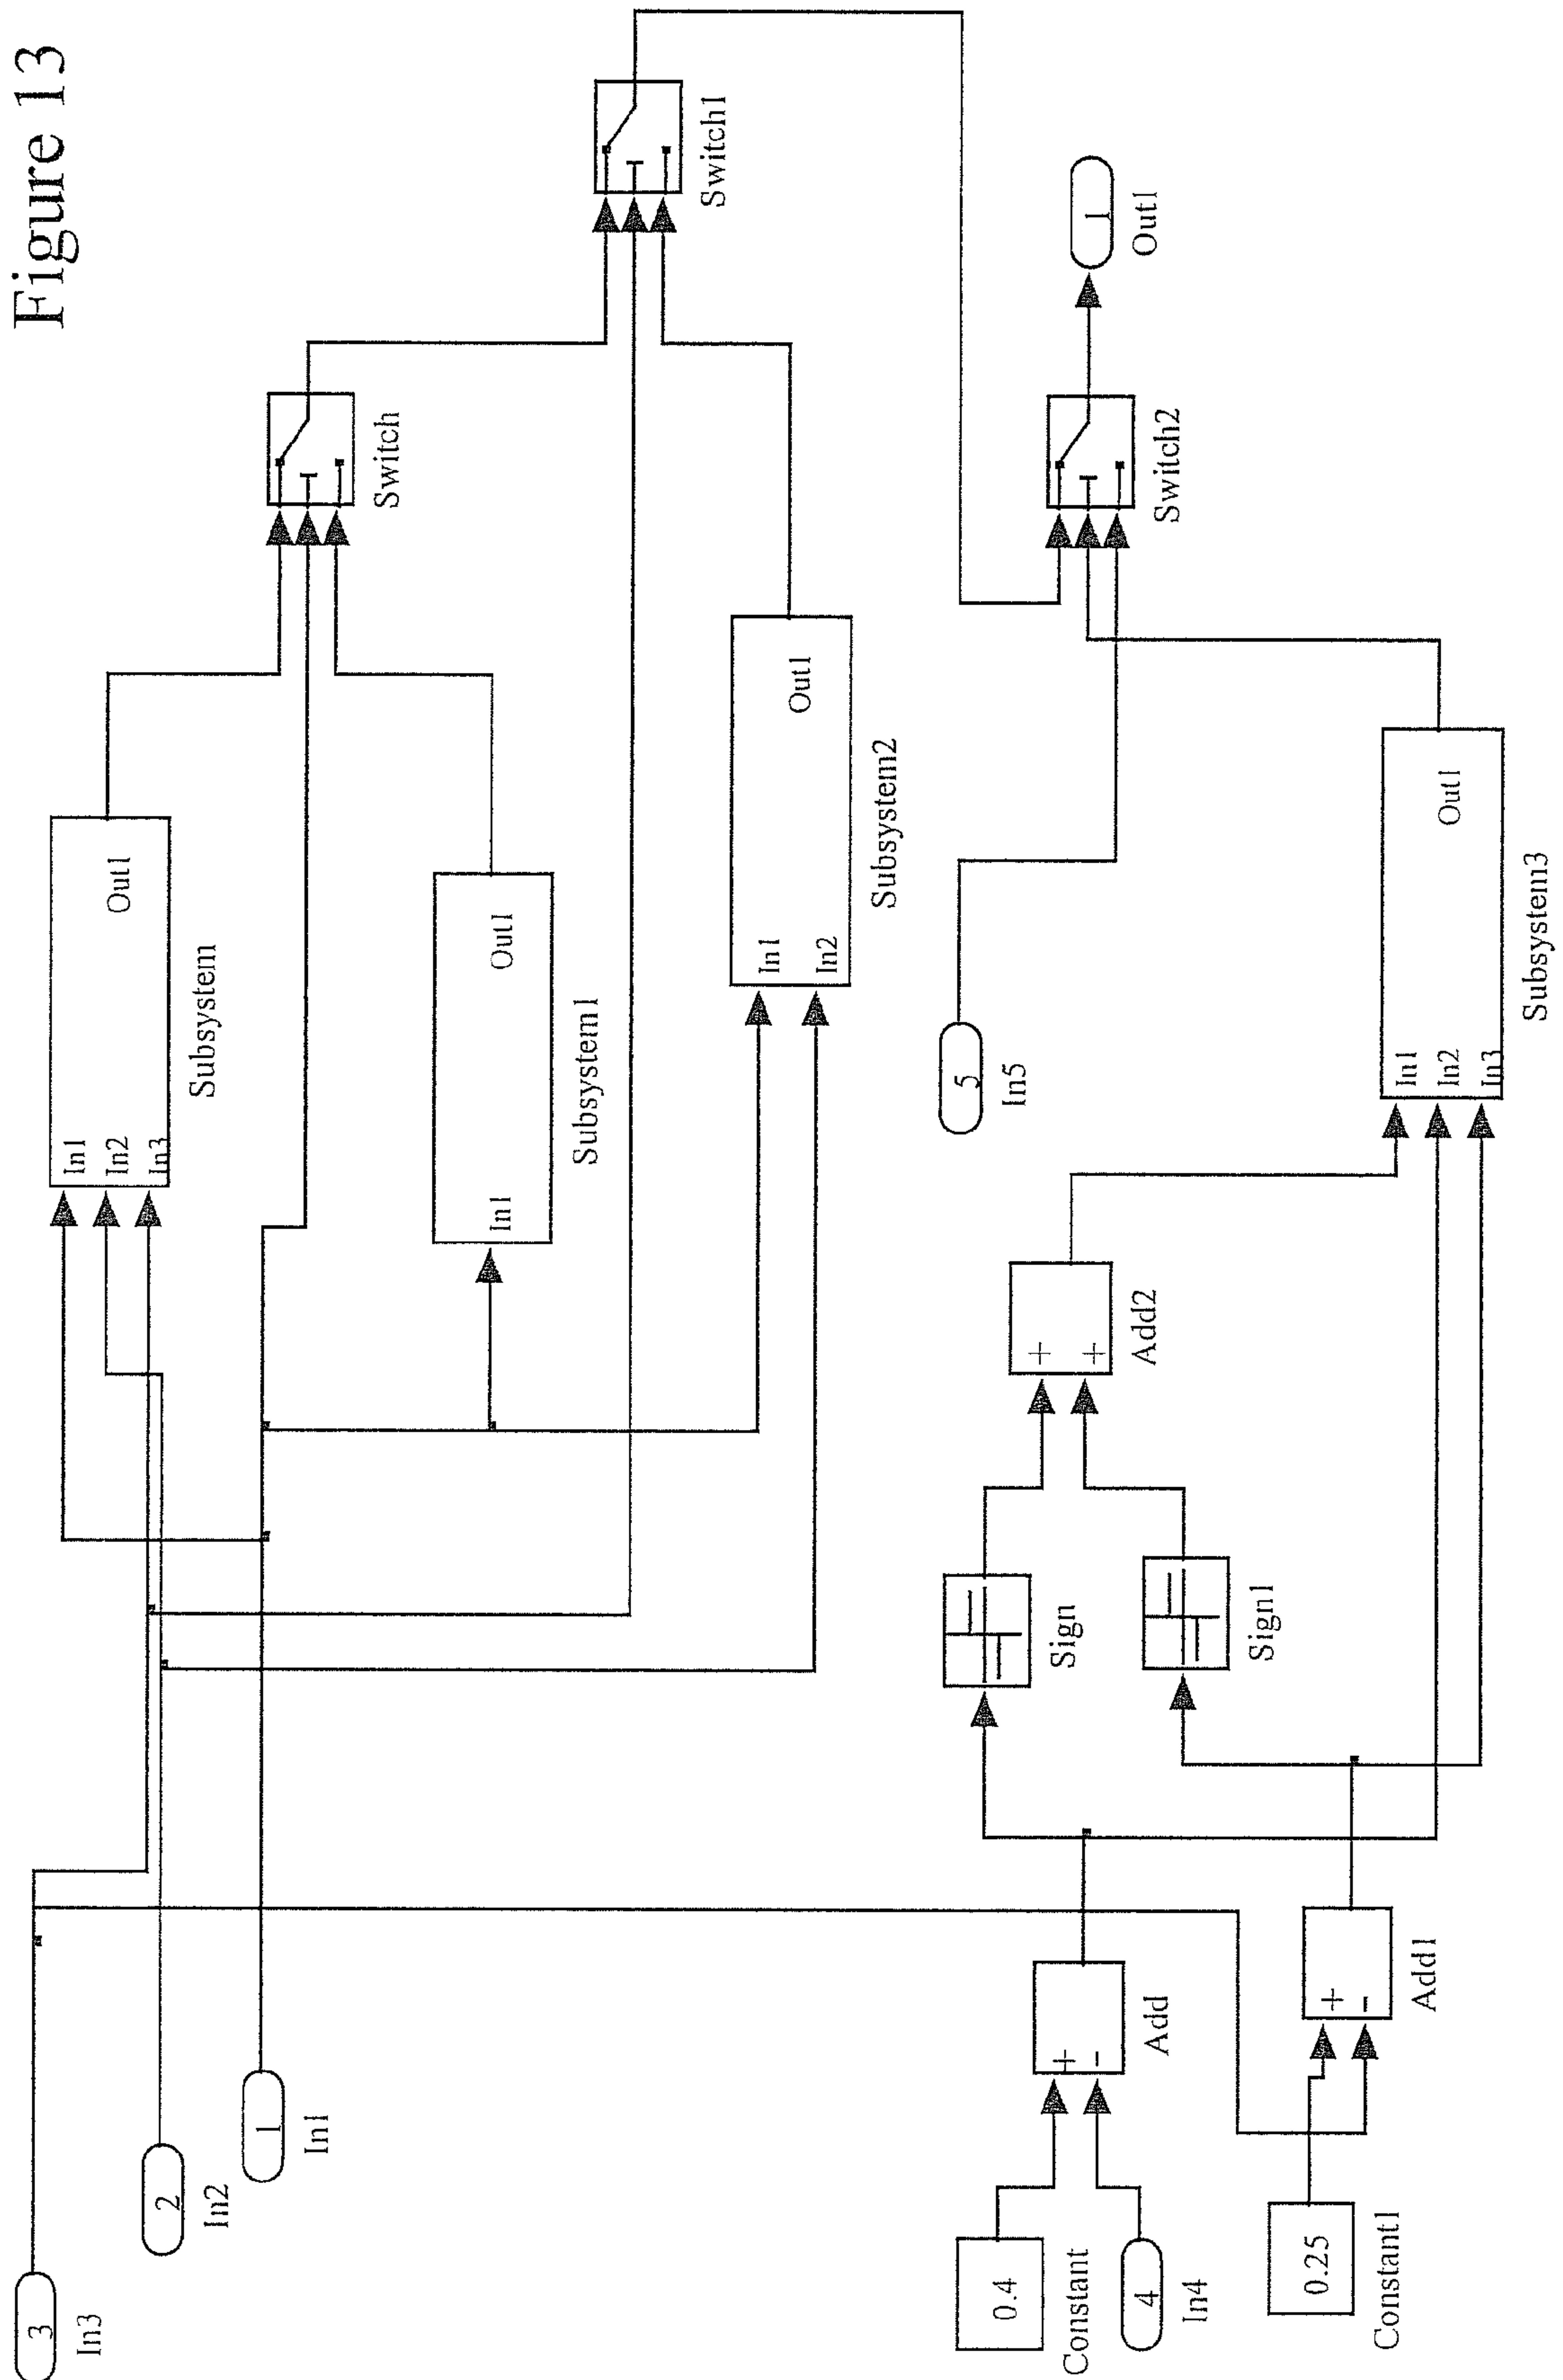 Figure 13
3
In3
2
In2
1
In1
In1
In2
In3
Out1
Subsystem
In1
Out1
Subsystem1
Switch
In1
In2
Out1
Subsystem2
Switch1
0.4
Constant
4
In4
+
-
Add
0.25
Constant1
+
-
Add1
Sign
Sign1
+
+
Add2
5
In5
In1
In2
In3
Out1
Subsystem3
Switch2
1
Out1